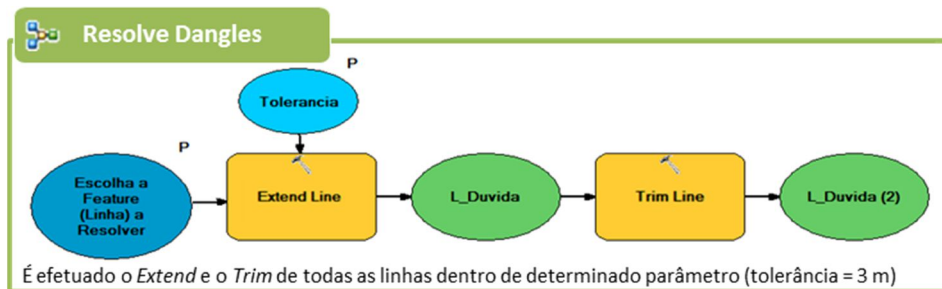 Resolve Dangles
P
Tolerancia
P
Escolha a
Feature
(Linha) a
Resolver
Extend Line
L_Duvida
Trim Line
L_Duvida (2)
É efetuado o Extend e o Trim de todas as linhas dentro de determinado parâmetro (tolerância = 3 m)